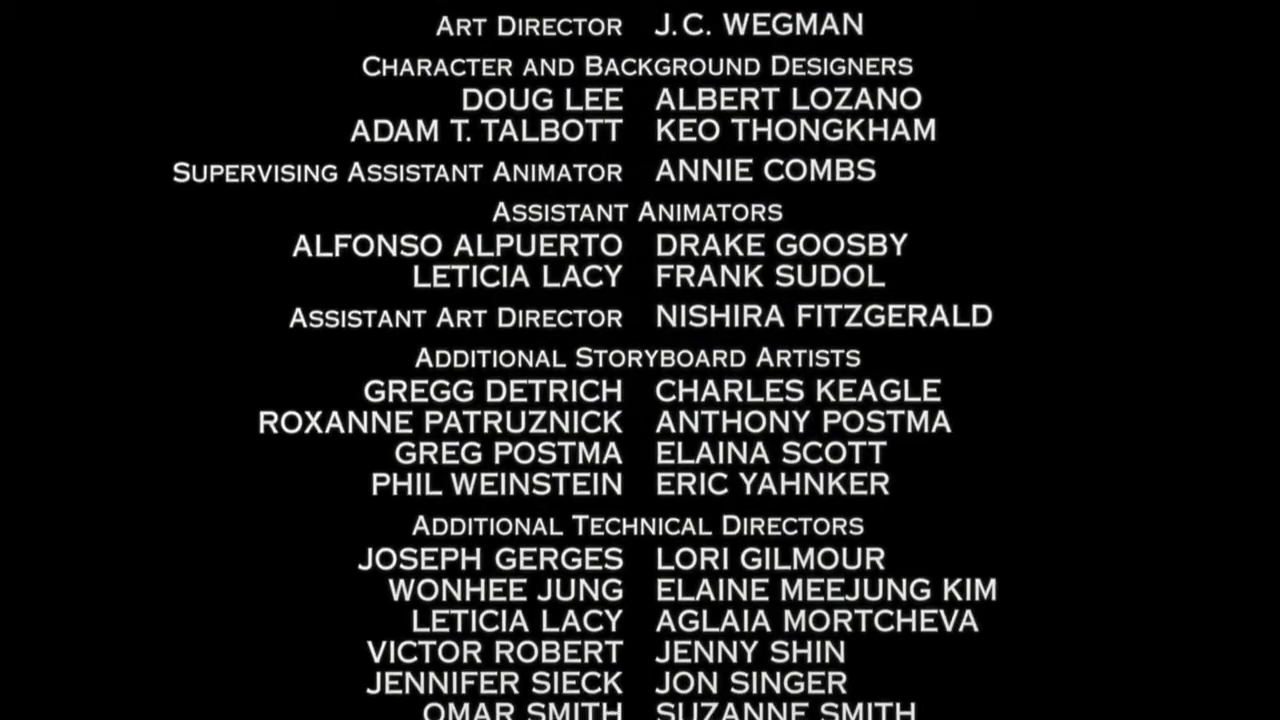 ART DIRECTOR J.C. WEGMAN
CHARACTER AND BACKGROUND DESIGNERS
DOUG LEE ALBERT LOZANO
ADAM T. TALBOTT KEO THONGKHAM
SUPERVISING ASSISTANT ANIMATOR ANNIE COMBS
ASSISTANT ANIMATORS
ALFONSO ALPUERTO DRAKE GOOSBY
LETICIA LACY FRANK SUDOL
ASSISTANT ART DIRECTOR NISHIRA FITZGERALD
ADDITIONAL STORYBOARD ARTISTS
GREGG DETRICH CHARLES KEAGLE
ROXANNE PATRUZNICK ANTHONY POSTMA
GREG POSTMA ELAINA SCOTT
PHIL WEINSTEIN ERIC YAHNKER
ADDITIONAL TECHNICAL DIRECTORS
JOSEPH GERGES LORI GILMOUR
WONHEE JUNG ELAINE MEEJUNG KIM
LETICIA LACY AGLAIA MORTCHEVA
VICTOR ROBERT JENNY SHIN
JENNIFER SIECK JON SINGER
OMAR SMITH SUZANNE SMITH